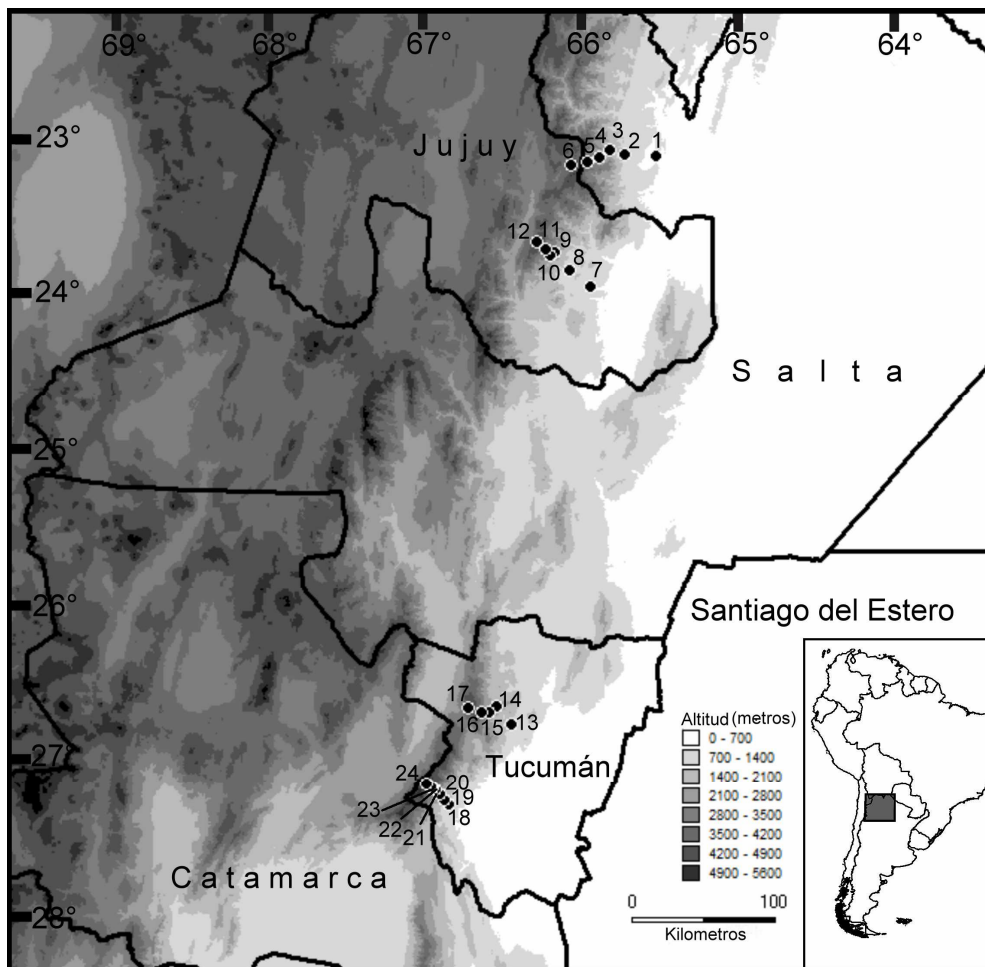 69° 68° 67° 66° 65° 64°
23°
24°
25°
26°
27°
28°
Jujuy
6 5 4 3 2 1
12 11 9
10 8 7
Salta
Santiago del Estero
17 14
16 15 13
Tucumán
24 20
23 19
22 21 18
Catamarca
Altitud (metros)
0 - 700
700 - 1400
1400 - 2100
2100 - 2800
2800 - 3500
3500 - 4200
4200 - 4900
4900 - 5600
0 100
Kilometros